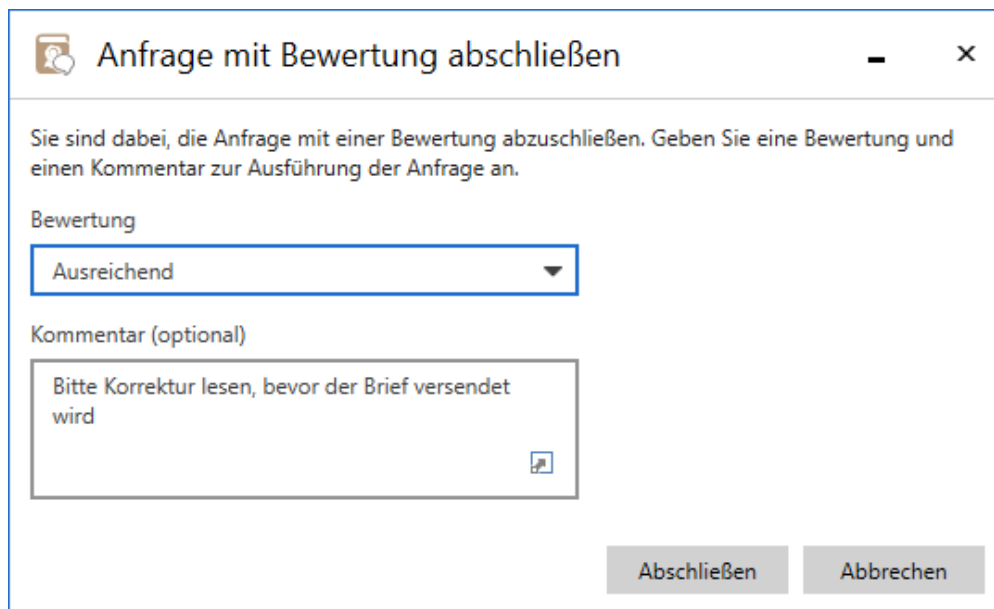 Anfrage mit Bewertung abschließen
Sie sind dabei, die Anfrage mit einer Bewertung abzuschließen. Geben Sie eine Bewertung und
einen Kommentar zur Ausführung der Anfrage an.
Bewertung
Ausreichend
Kommentar (optional)
Bitte Korrektur lesen, bevor der Brief versendet
wird
Abschließen Abbrechen